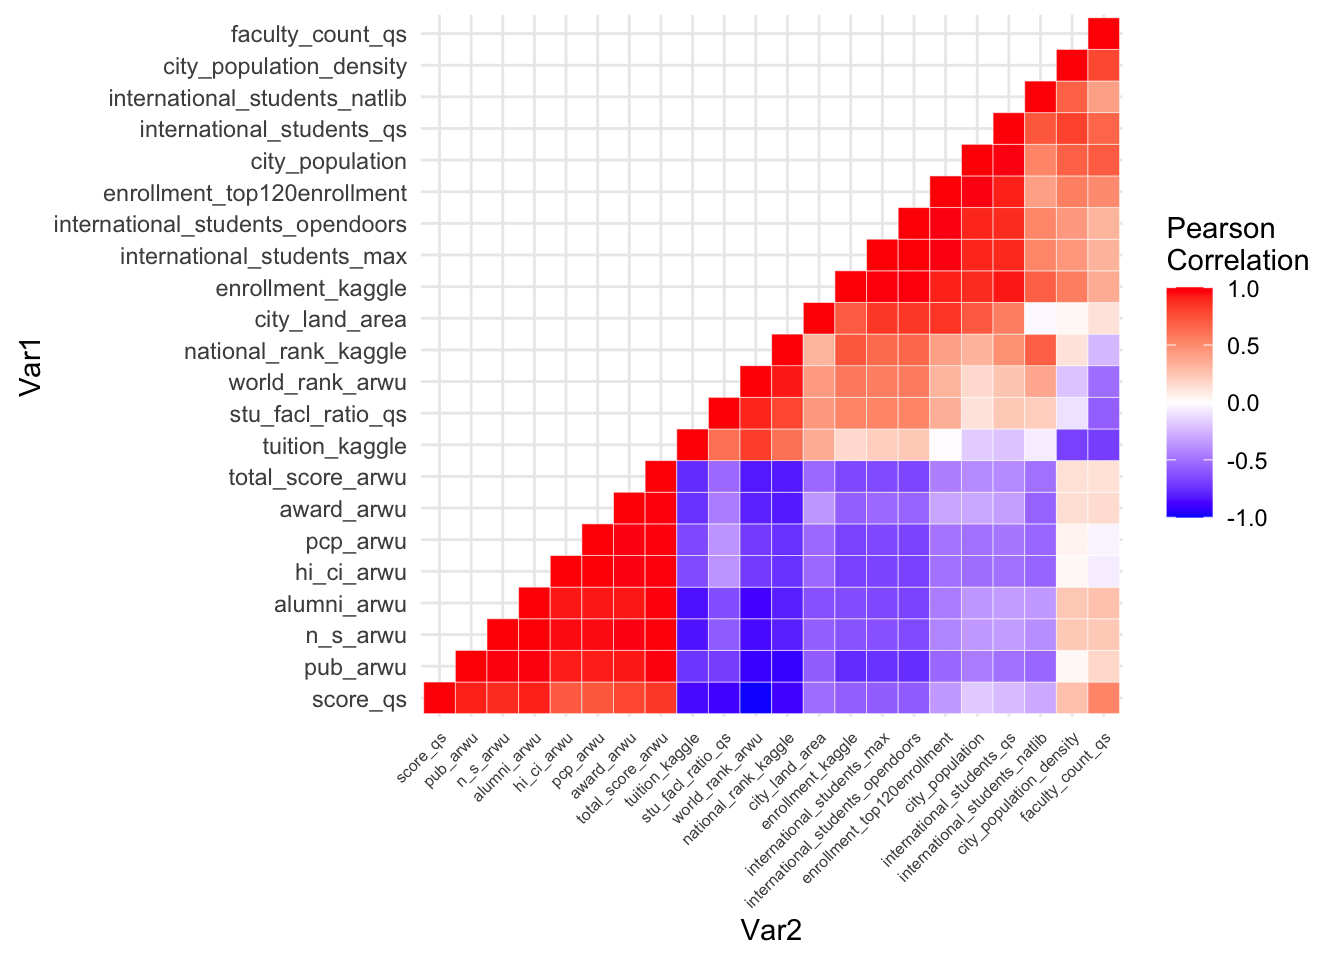 faculty_count_qs
city_population_density
international_students_natlib
international_students_qs
city_population
enrollment_top120enrollment
international_students_opendoors
international_students_max
enrollment_kaggle
city_land_area
national_rank_kaggle
world_rank_arwu
stu_facl_ratio_qs
tuition_kaggle
total_score_arwu
award_arwu
pcp_arwu
hi_ci_arwu
alumni_arwu
n_s_arwu
pub_arwu
score_qs
Var1
score_qs
pub_arwu
n_s_arwu
alumni_arwu
hi_ci_arwu
pcp_arwu
award_arwu
total_score_arwu
tuition_kaggle
stu_facl_ratio_qs
world_rank_arwu
national_rank_kaggle
city_land_area
enrollment_kaggle
international_students_max
international_students_opendoors
enrollment_top120enrollment
city_population
international_students_qs
international_students_natlib
city_population_density
faculty_count_qs
Var2
Pearson
Correlation
1.0
0.5
0.0
-0.5
-1.0